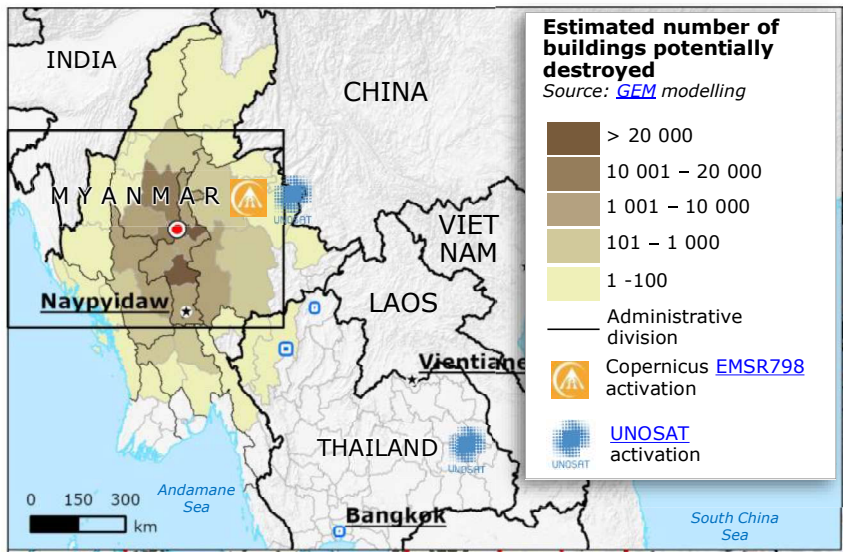 INDIA
CHINA
MYANMAR
UNOSAT
VIET
NAM
Naypyidaw
LAOS
Vientiane
THAILAND
UNOSAT
Andamane
Sea
Bangkok
South China
Sea
0 150 300
km
Estimated number of
buildings potentially
destroyed
Source: GEM modelling
> 20 000
10 001 – 20 000
1 001 – 10 000
101 – 1 000
1 -100
Administrative
division
Copernicus EMSR798
activation
UNOSAT
UNOSAT
activation